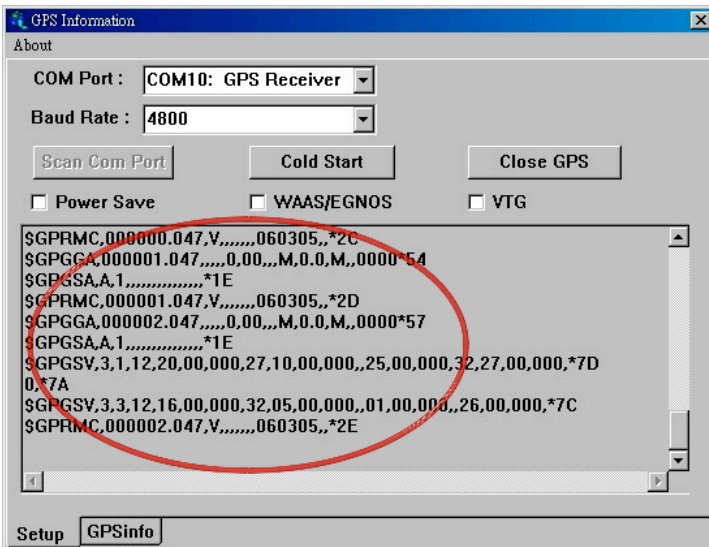 GPS Information
About
COM Port : COM10: GPS Receiver
Baud Rate : 4800
Scan Com Port Cold Start Close GPS
Power Save WAAS/EGNOS VTG
$GPRMC,000000.047,V,,,,,,,060305,,*2C
$GPGGA,000001.047,,,,,0,00,,,M,0.0,M,,0000*54
$GPGSA,A,1,,,,,,,,,,,,,,,*1E
$GPRMC,000001.047,V,,,,,,,060305,,*2D
$GPGGA,000002.047,,,,,0,00,,,M,0.0,M,,0000*57
$GPGSA,A,1,,,,,,,,,,,,,,,*1E
$GPGSV,3,1,12,20,00,000,27,10,00,000,,25,00,000,32,27,00,000,*7D
0,*7A
$GPGSV,3,3,12,16,00,000,32,05,00,000,,01,00,000,,26,00,000,*7C
$GPRMC,000002.047,V,,,,,,,060305,,*2E
Setup GPSinfo